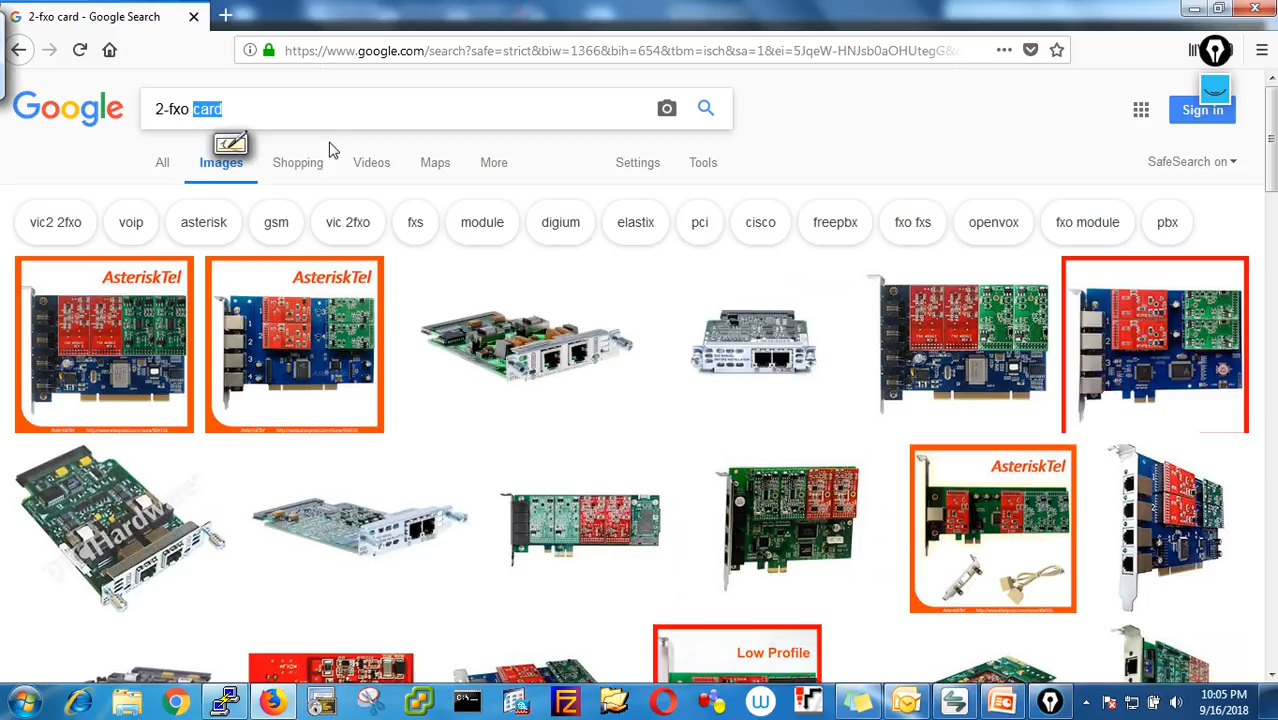 2-fxo card - Google Search
https://www.google.com/search?safe=strict&biw=1366&bih=654&tbm=isch&sa=1&ei=5JqeW-HNJsb0aOHUtegG&
Google
2-fxo card
Sign in
All
Images
Shopping
Videos
Maps
More
Settings
Tools
SafeSearch on
vic2 2fxo
voip
asterisk
gsm
vic 2fxo
fxs
module
digium
elastix
pci
cisco
freepbx
fxo fxs
openvox
fxo module
pbx
AsteriskTel
AsteriskTel
AsteriskTel
Low Profile
10:05 PM
9/16/2018